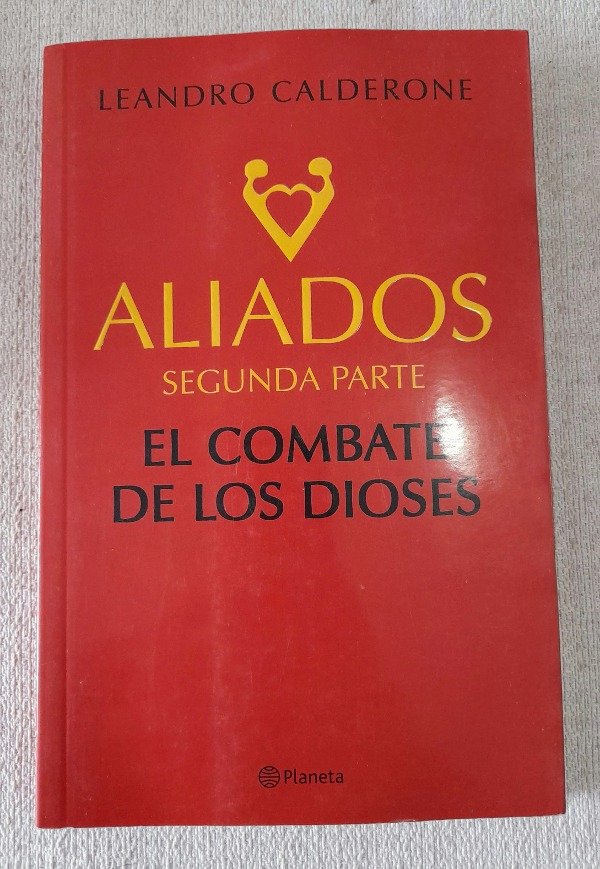 LEANDRO CALDERONE
ALIADOS
SEGUNDA PARTE
EL COMBATE
DE LOS DIOSES
Planeta